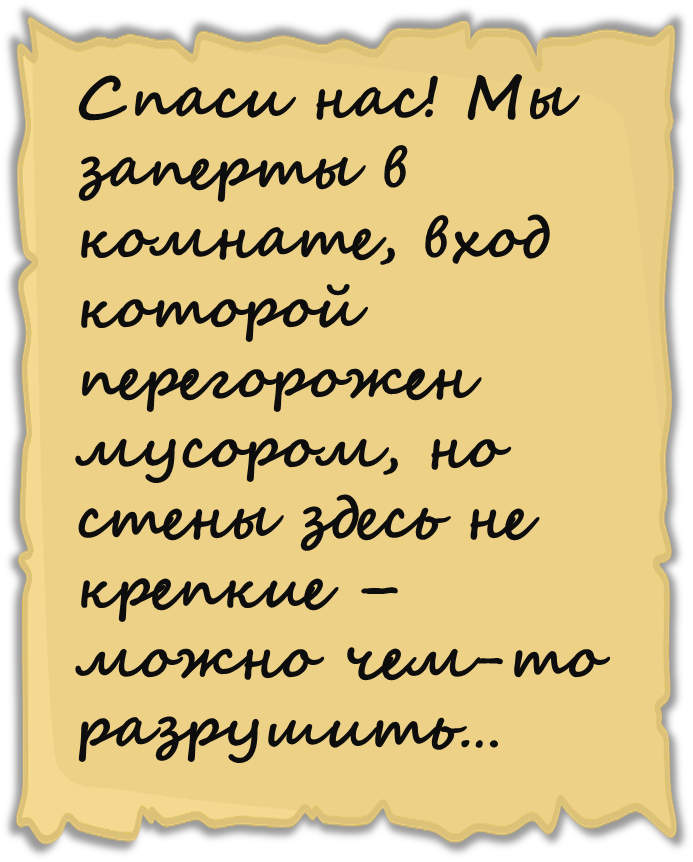 Спаси нас! Мы
заперты в
комнате, вход
которой
перегорожен
мусором, но
стены здесь не
крепкие –
можно чем-то
разрушить...